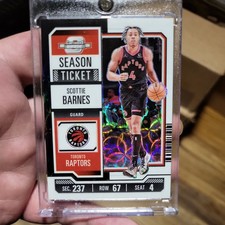 SEASON
TICKET
SCOTTIE
BARNES
GUARD
TORONTO
RAPTORS
SEC. 237 ROW 67 SEAT 4